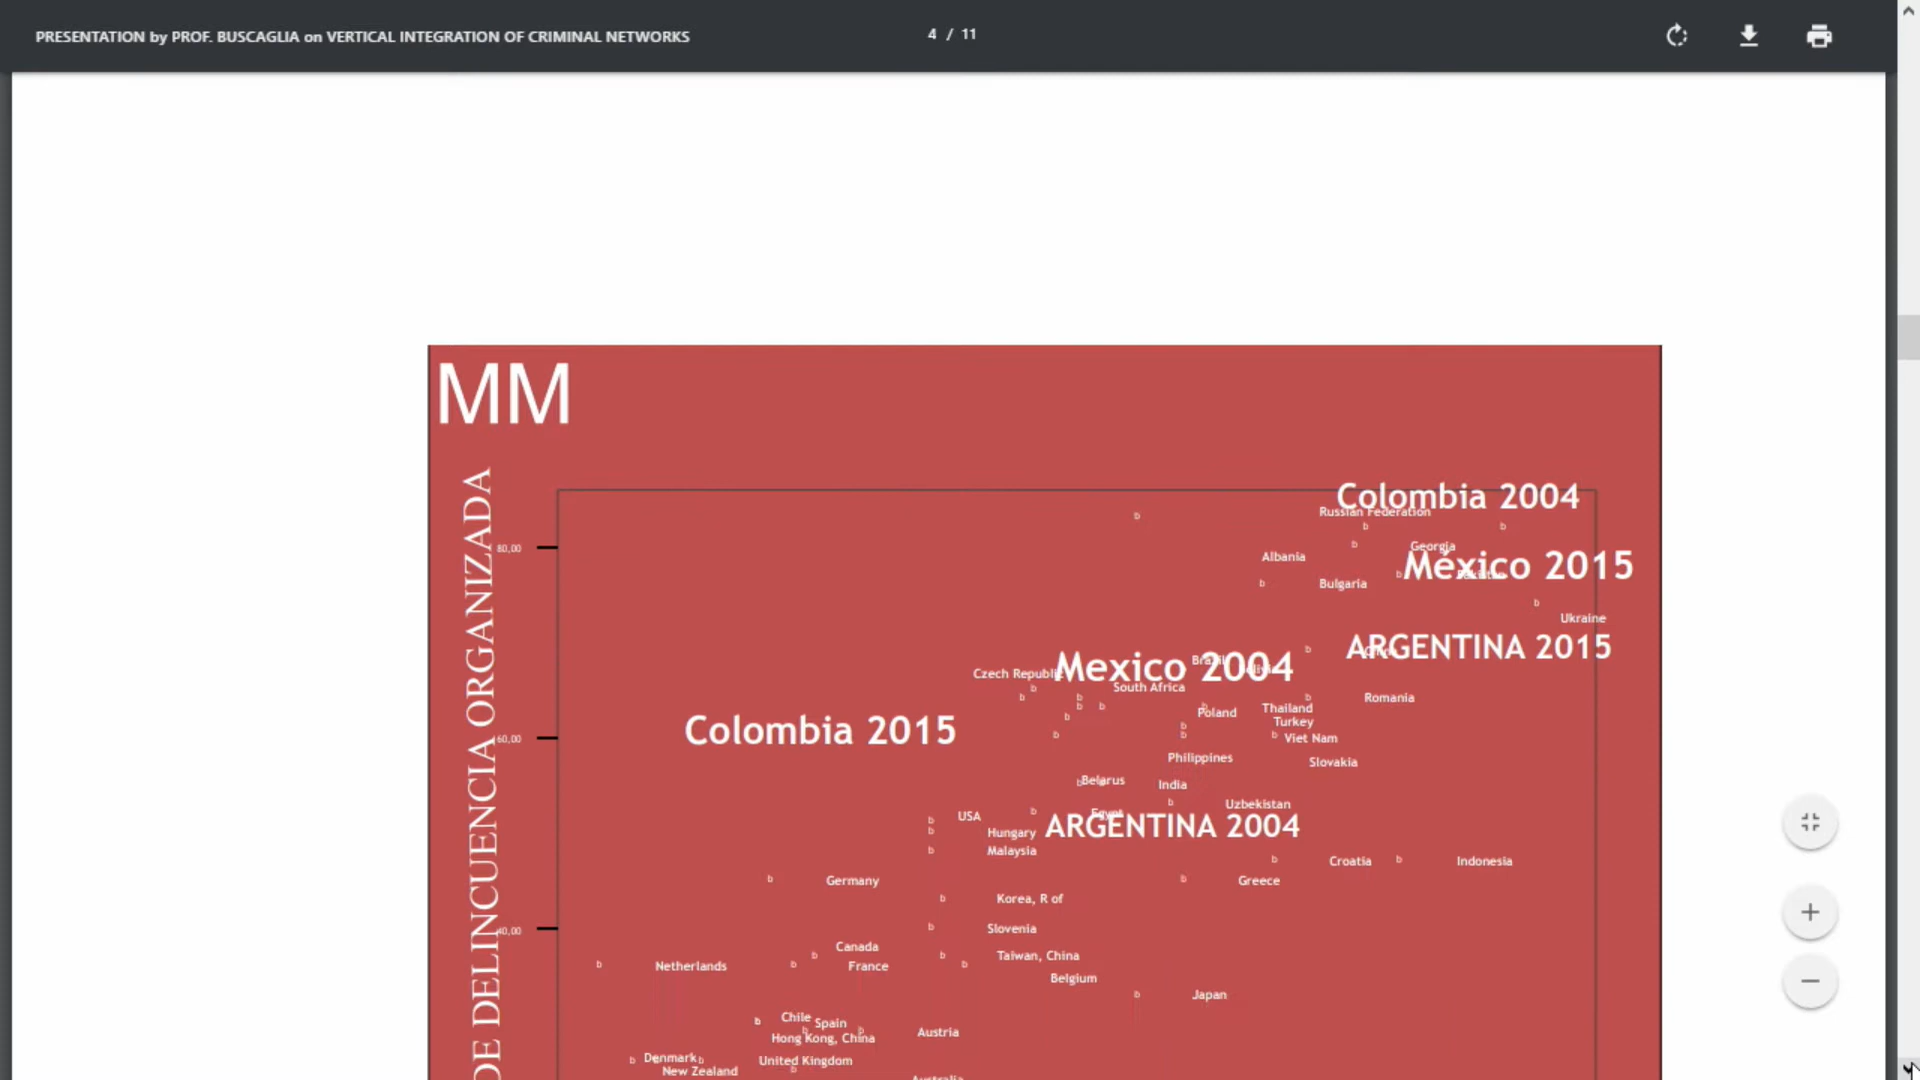 PRESENTATION by PROF. BUSCAGLIA on VERTICAL INTEGRATION OF CRIMINAL NETWORKS
4 / 11
MM
DE DELINCUENCIA ORGANIZADA
Colombia 2004
Russian Federation
80,00
Georgia
Albania
México 2015
Bulgaria
Ukraine
ARGENTINA 2015
Mexico 2004
Czech Republic
South Africa
Romania
Thailand
Poland
Turkey
Colombia 2015
60,00
Viet Nam
Philippines
Slovakia
Belarus
India
Uzbekistan
Egypt
USA
ARGENTINA 2004
Hungary
Malaysia
Croatia
Indonesia
Germany
Greece
Korea, R of
Slovenia
40,00
Canada
Taiwan, China
Netherlands
France
Belgium
Japan
Chile
Spain
Austria
Hong Kong, China
Denmark
United Kingdom
New Zealand
Australia